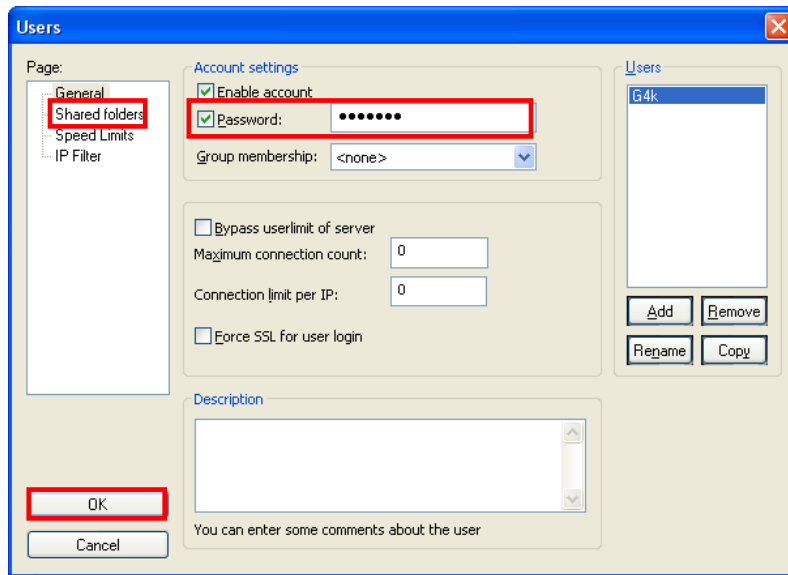 Users
Page:
General
Shared folders
Speed Limits
IP Filter
Account settings
Enable account
Password: •••••••
Group membership: <none>
Bypass userlimit of server
Maximum connection count: 0
Connection limit per IP: 0
Force SSL for user login
Description
You can enter some comments about the user
Users
G4k
Add Remove
Rename Copy
OK
Cancel